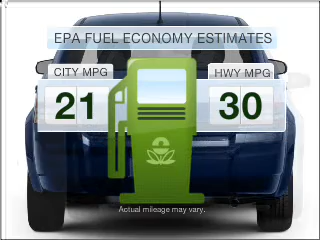 EPA FUEL ECONOMY ESTIMATES
CITY MPG
HWY MPG
21
30
Actual mileage may vary.